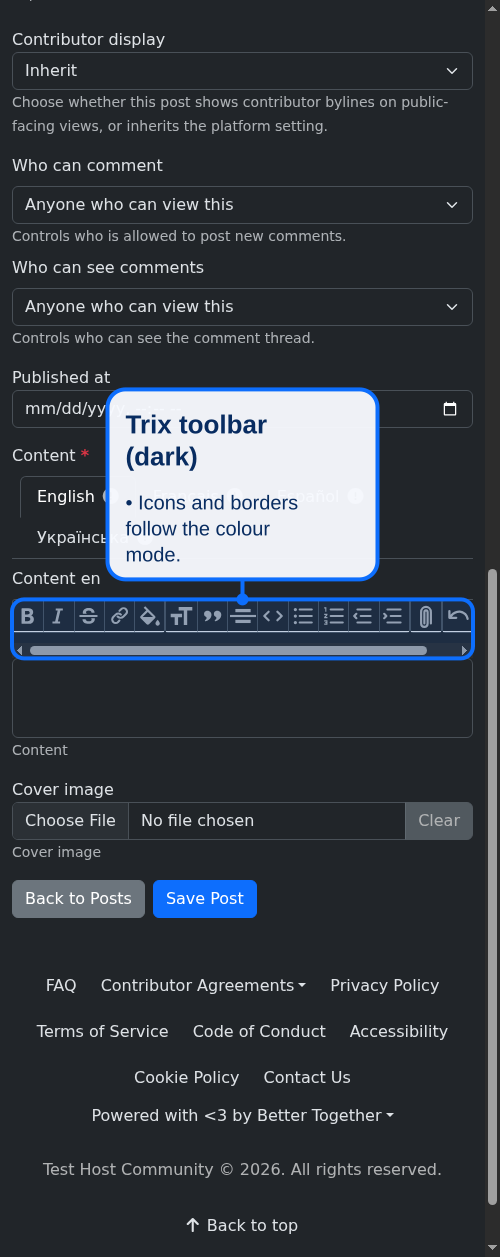 Contributor display
Inherit
Choose whether this post shows contributor bylines on public-
facing views, or inherits the platform setting.
Who can comment
Anyone who can view this
Controls who is allowed to post new comments.
Who can see comments
Anyone who can view this
Controls who can see the comment thread.
Published at
mm/dd/yy
Trix toolbar
(dark)
• Icons and borders
follow the colour
mode.
Content *
English
Español
Content en
Content
Cover image
Choose File No file chosen Clear
Cover image
Back to Posts Save Post
FAQ Contributor Agreements Privacy Policy
Terms of Service Code of Conduct Accessibility
Cookie Policy Contact Us
Powered with <3 by Better Together
Test Host Community © 2026. All rights reserved.
Back to top